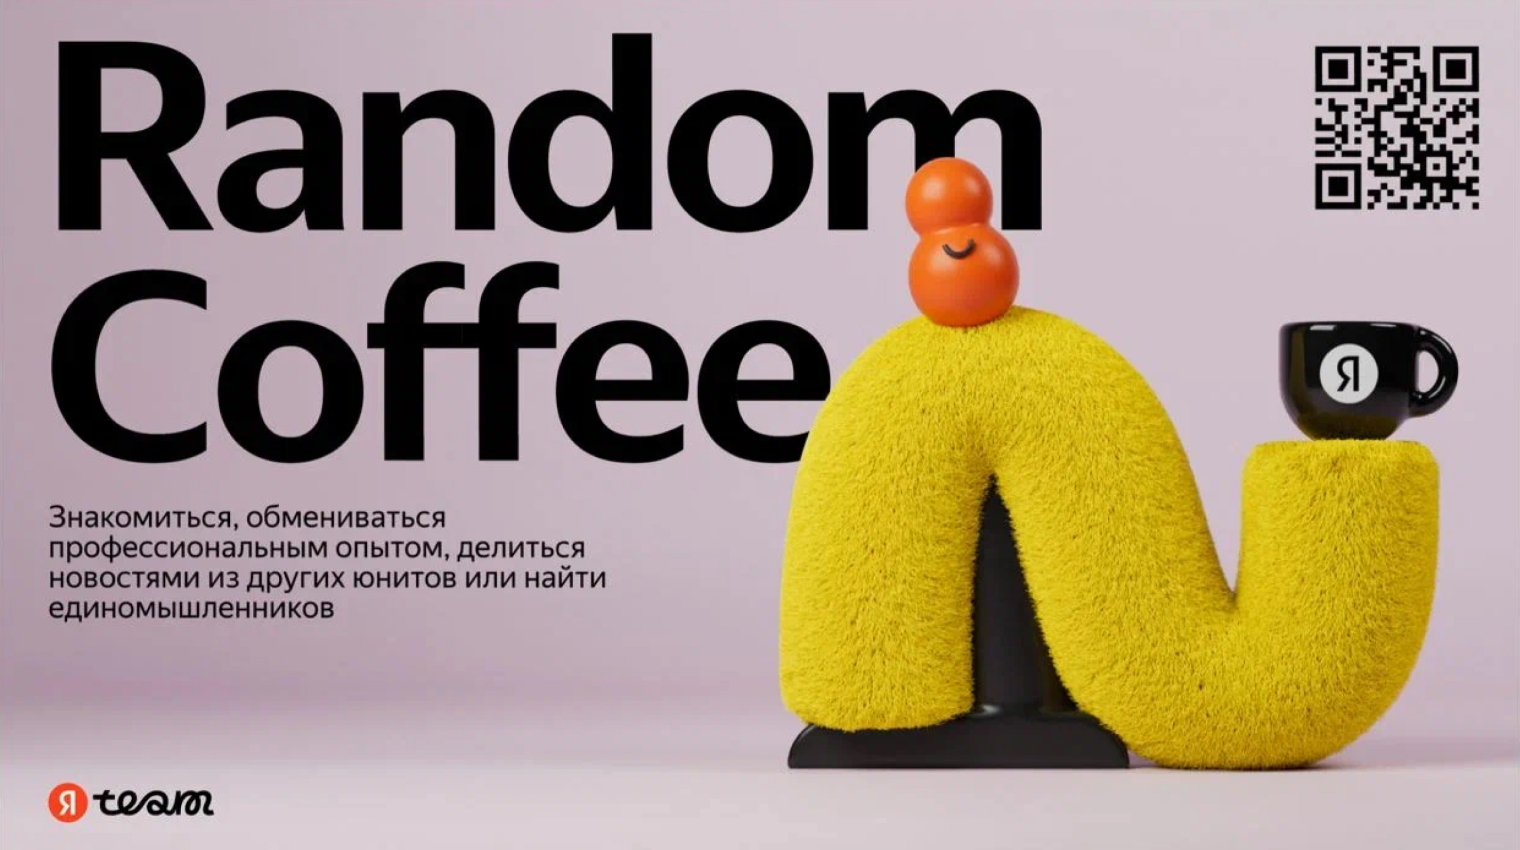 Random
Coffee
Знакомиться, обмениваться
профессиональным опытом, делиться
новостями из других юнитов или найти
единомышленников
Я
Я team